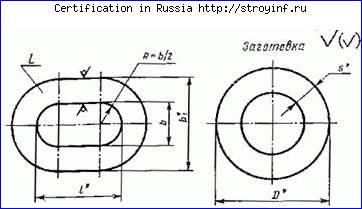 Certification in Russia http://stroyinf.ru
Заготовка
√(√)
L
R=b/2
s*
b
b₁*
l*
D*